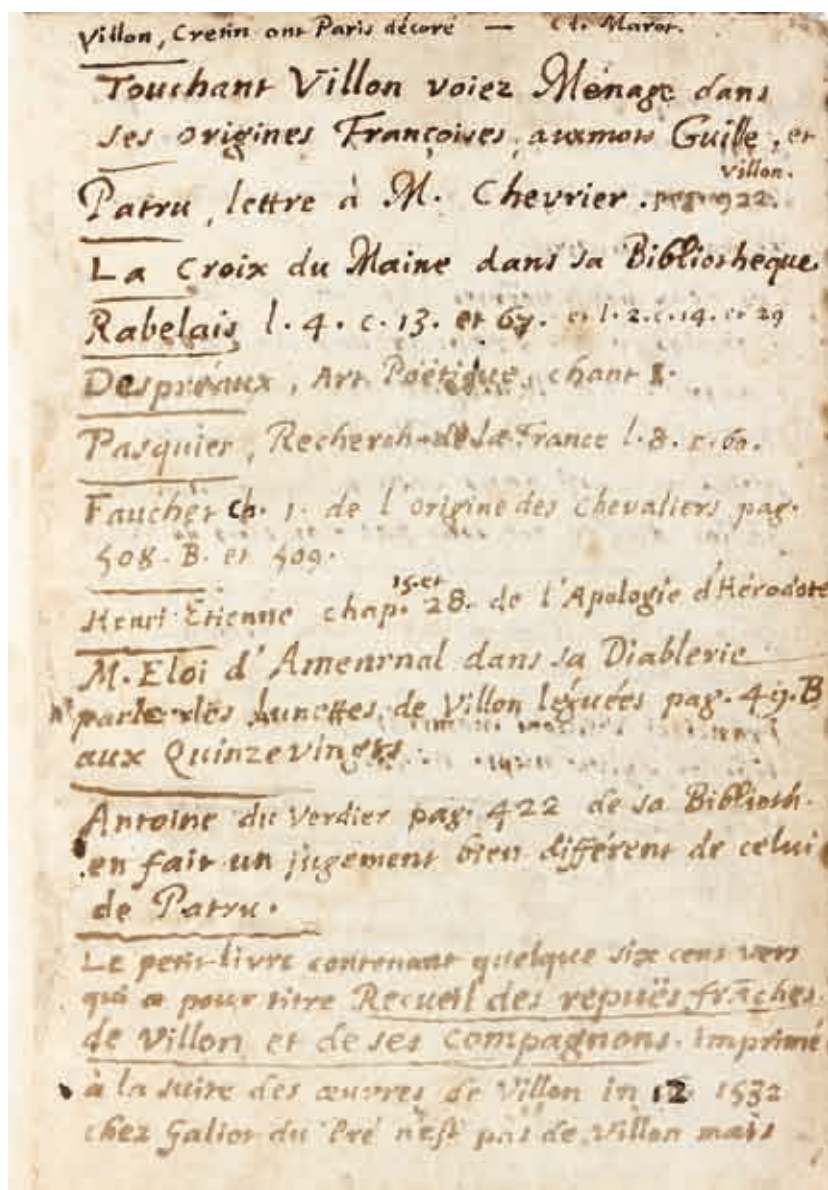 Villon, Cretin ont Paris décoré — Cl. Marot.
Touchant Villon voiez Ménage dans
ses origines Françoises, aux mots Guille, et
Villon.
Patru, lettre à M. Chevrier. pag. 922.
La Croix du Maine dans sa Bibliotheque
Rabelais l. 4. c. 13. et 67. et l. 2. c. 14. et 29
Despréaux, Art Poëtique, chant 1.
Pasquier, Recherch. de la France l. 8. c. 60.
Fauchet ch. 1. de l'origine des Chevaliers pag.
508. B. et 509.
15. et
Henri Etienne chap. 28. de l'Apologie d'Hérodote
M. Eloi d'Amernal dans sa Diablerie
parle des lunettes de Villon léguées pag. 49. B
aux Quinzevingts.
Antoine du Verdier pag. 422 de sa Biblioth.
en fait un jugement bien différent de celui
de Patru.
Le petit livre contenant quelque six cens vers
qui a pour titre Recueil des repuës frãches
de Villon et de ses compagnons. Imprimé
à la suite des œuvres de Villon in 12 1532
chez Galiot du Pré n'est pas de Villon mais